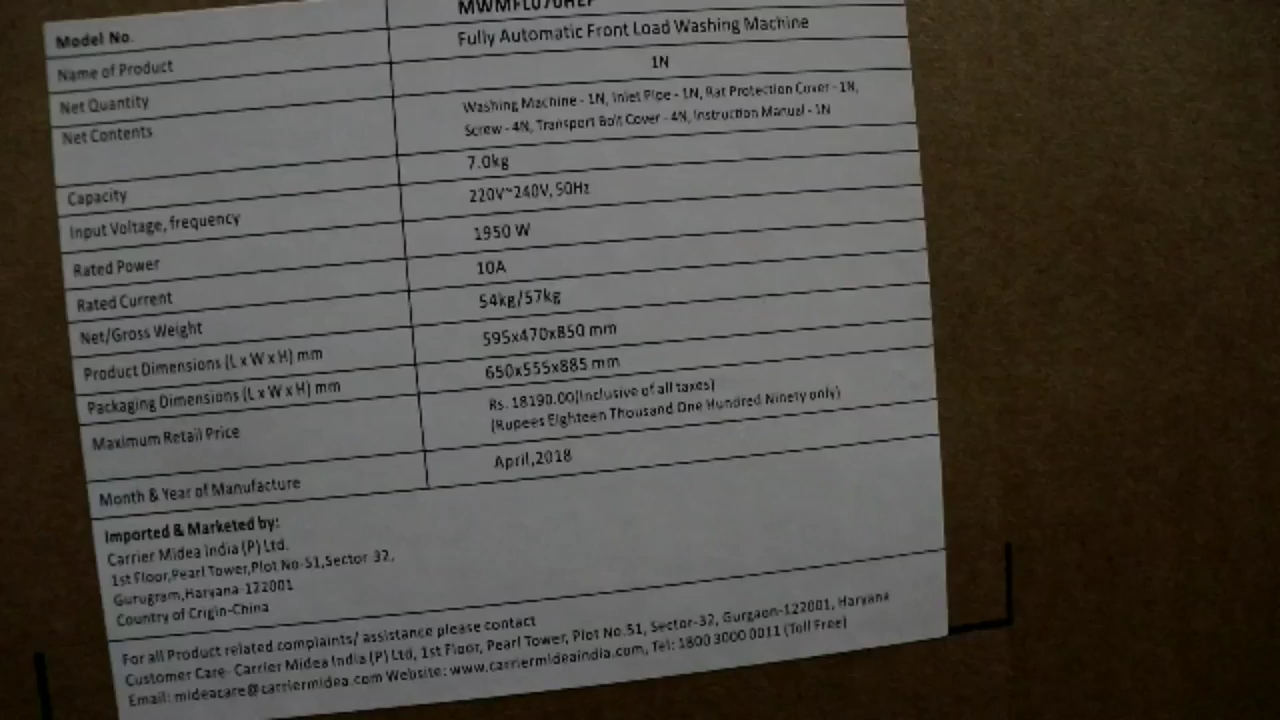 Model No. MWMFL070HEF
Name of Product Fully Automatic Front Load Washing Machine
Net Quantity 1N
Net Contents Washing Machine - 1N, Inlet Pipe - 1N, Rat Protection Cover - 1N,
Screw - 4N, Transport Bolt Cover - 4N, Instruction Manual - 1N
Capacity 7.0kg
Input Voltage, frequency 220V~240V, 50Hz
Rated Power 1950 W
Rated Current 10A
Net/Gross Weight 54kg/57kg
Product Dimensions (L x W x H) mm 595x470x850 mm
Packaging Dimensions (L x W x H) mm 650x555x885 mm
Maximum Retail Price Rs. 18190.00(Inclusive of all taxes)
(Rupees Eighteen Thousand One Hundred Ninety only)
Month & Year of Manufacture April,2018
Imported & Marketed by:
Carrier Midea India (P) Ltd.
1st Floor,Pearl Tower,Plot No-51,Sector-32,
Gurugram,Haryana-122001
Country of Origin-China
For all Product related complaints/ assistance please contact
Customer Care- Carrier Midea India (P) Ltd, 1st Floor, Pearl Tower, Plot No.51, Sector-32, Gurgaon-122001, Haryana
Email: mideacare@carriermidea.com Website: www.carriermideaindia.com, Tel: 1800 3000 0011 (Toll Free)